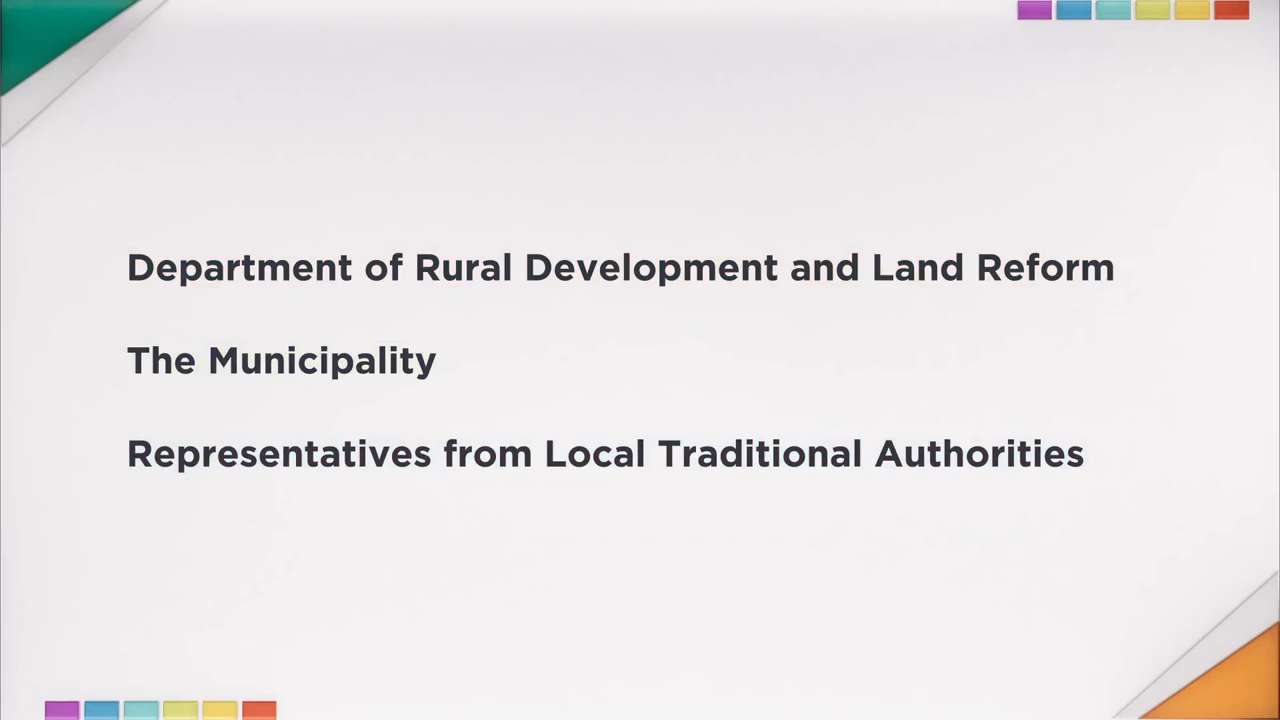 Department of Rural Development and Land Reform
The Municipality
Representatives from Local Traditional Authorities